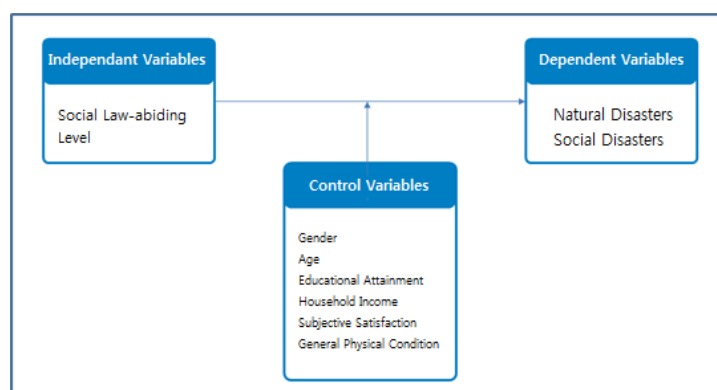 Independant Variables
Social Law-abiding
Level
Dependent Variables
Natural Disasters
Social Disasters
Control Variables
Gender
Age
Educational Attainment
Household Income
Subjective Satisfaction
General Physical Condition